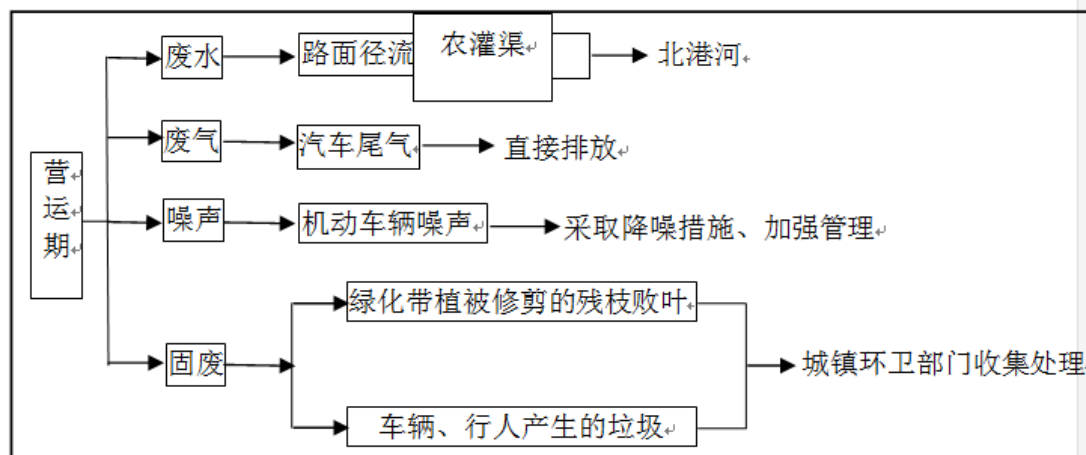 农灌渠
废水
路面径流
北港河
废气
汽车尾气
直接排放
营
运
期
噪声
机动车辆噪声
采取降噪措施、加强管理
绿化带植被修剪的残枝败叶
固废
城镇环卫部门收集处理
车辆、行人产生的垃圾